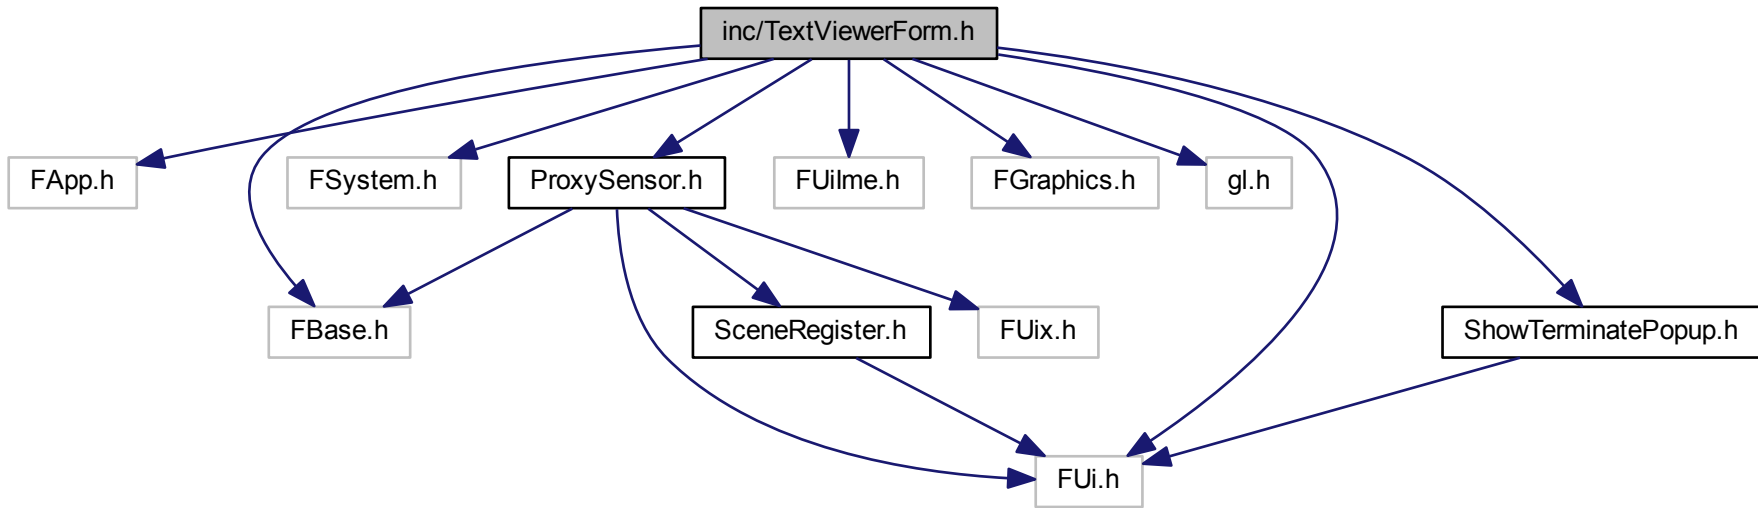 inc/TextViewerForm.h
FApp.h
FSystem.h
ProxySensor.h
FUiIme.h
FGraphics.h
gl.h
FBase.h
SceneRegister.h
FUix.h
ShowTerminatePopup.h
FUi.h